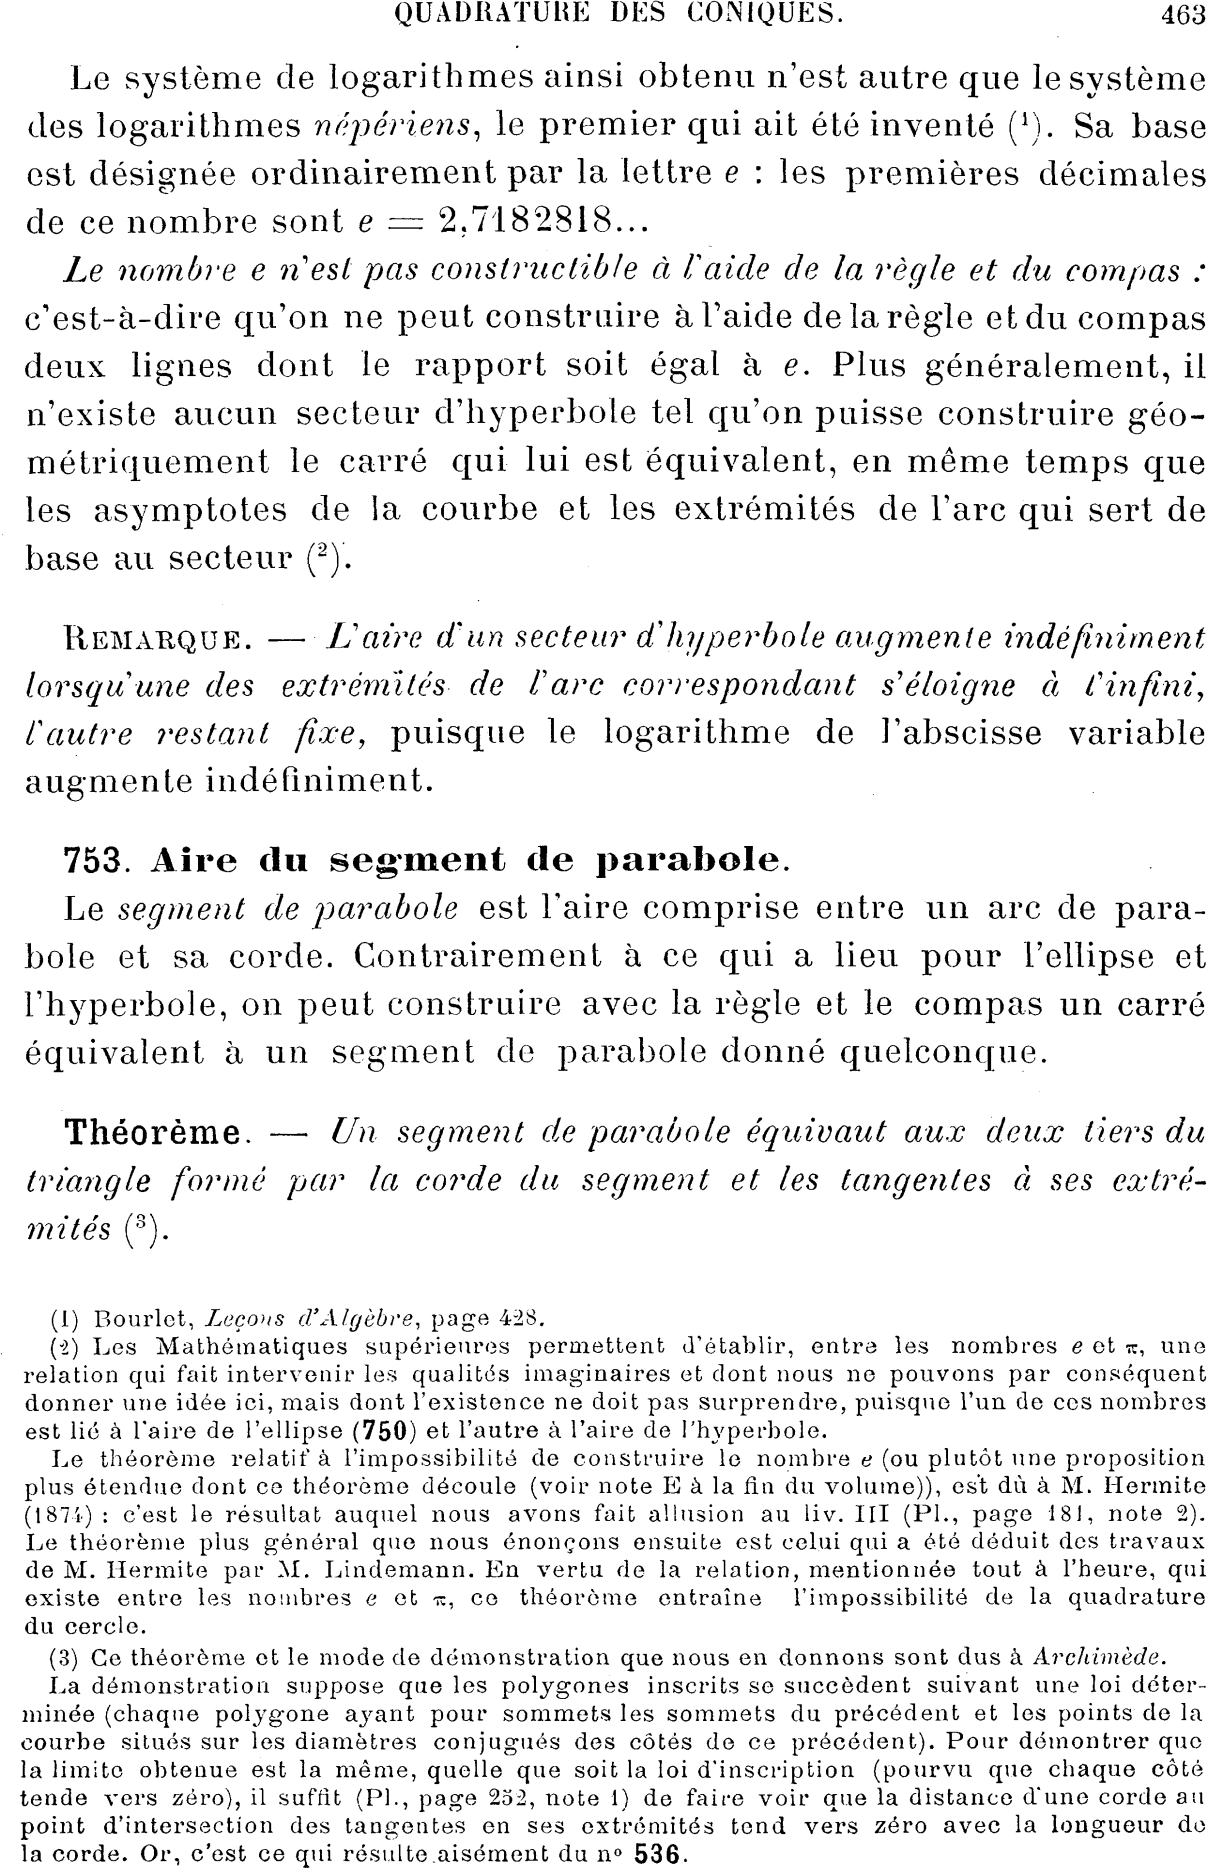 QUADRATURE DES CONIQUES. 463
Le système de logarithmes ainsi obtenu n'est autre que le système
des logarithmes népériens, le premier qui ait été inventé (¹). Sa base
est désignée ordinairement par la lettre e : les premières décimales
de ce nombre sont e = 2,7182818...
Le nombre e n'est pas constructible à l'aide de la règle et du compas :
c'est-à-dire qu'on ne peut construire à l'aide de la règle et du compas
deux lignes dont le rapport soit égal à e. Plus généralement, il
n'existe aucun secteur d'hyperbole tel qu'on puisse construire géo-
métriquement le carré qui lui est équivalent, en même temps que
les asymptotes de la courbe et les extrémités de l'arc qui sert de
base au secteur (²).
REMARQUE. — L'aire d'un secteur d'hyperbole augmente indéfiniment
lorsqu'une des extrémités de l'arc correspondant s'éloigne à l'infini,
l'autre restant fixe, puisque le logarithme de l'abscisse variable
augmente indéfiniment.
753. Aire du segment de parabole.
Le segment de parabole est l'aire comprise entre un arc de para-
bole et sa corde. Contrairement à ce qui a lieu pour l'ellipse et
l'hyperbole, on peut construire avec la règle et le compas un carré
équivalent à un segment de parabole donné quelconque.
Théorème. — Un segment de parabole équivaut aux deux tiers du
triangle formé par la corde du segment et les tangentes à ses extré-
mités (³).
(1) Bourlet, Leçons d'Algèbre, page 428.
(2) Les Mathématiques supérieures permettent d'établir, entre les nombres e et π, une
relation qui fait intervenir les qualités imaginaires et dont nous ne pouvons par conséquent
donner une idée ici, mais dont l'existence ne doit pas surprendre, puisque l'un de ces nombres
est lié à l'aire de l'ellipse (750) et l'autre à l'aire de l'hyperbole.
Le théorème relatif à l'impossibilité de construire le nombre e (ou plutôt une proposition
plus étendue dont ce théorème découle (voir note E à la fin du volume)), est dû à M. Hermite
(1874) : c'est le résultat auquel nous avons fait allusion au liv. III (Pl., page 181, note 2).
Le théorème plus général que nous énonçons ensuite est celui qui a été déduit des travaux
de M. Hermite par M. Lindemann. En vertu de la relation, mentionnée tout à l'heure, qui
existe entre les nombres e et π, ce théorème entraîne l'impossibilité de la quadrature
du cercle.
(3) Ce théorème et le mode de démonstration que nous en donnons sont dus à Archimède.
La démonstration suppose que les polygones inscrits se succèdent suivant une loi déter-
minée (chaque polygone ayant pour sommets les sommets du précédent et les points de la
courbe situés sur les diamètres conjugués des côtés de ce précédent). Pour démontrer que
la limite obtenue est la même, quelle que soit la loi d'inscription (pourvu que chaque côté
tende vers zéro), il suffit (Pl., page 252, note 1) de faire voir que la distance d'une corde au
point d'intersection des tangentes en ses extrémités tend vers zéro avec la longueur de
la corde. Or, c'est ce qui résulte aisément du n° 536.